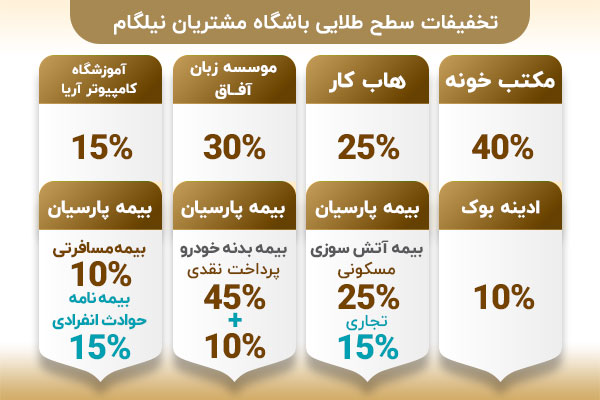 تخفیفات سطح طلایی باشگاه مشتریان نیلگام
مکتب خونه
40%
هاب کار
25%
موسسه زبان
آفاق
30%
آموزشگاه
کامپیوتر آریا
15%
ادینه بوک
10%
بیمه پارسیان
بیمه آتش سوزی
مسکونی
25%
تجاری
15%
بیمه پارسیان
بیمه بدنه خودرو
پرداخت نقدی
45%
+
10%
بیمه پارسیان
بیمه مسافرتی
10%
بیمه نامه
حوادث انفرادی
15%